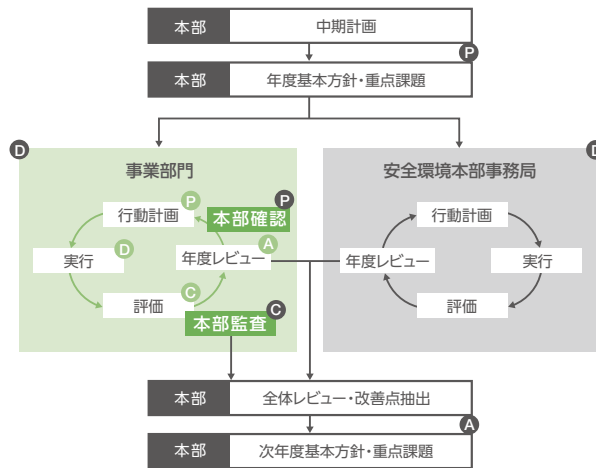 本部 中期計画
P
本部 年度基本方針・重点課題
D
事業部門
D
安全環境本部事務局
P
行動計画
P
本部確認
D
実行
A
年度レビュー
C
評価
C
本部監査
行動計画
年度レビュー
実行
評価
本部 全体レビュー・改善点抽出
A
本部 次年度基本方針・重点課題